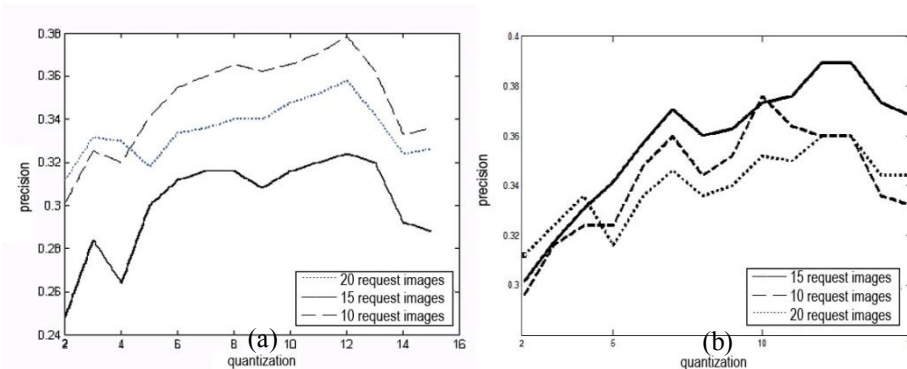 0.38
0.36
0.34
0.32
0.3
0.28
0.26
0.24
precision
2 4 6 8 10 12 14 16
quantization
20 request images
15 request images
10 request images
(a)
0.4
0.38
0.36
0.34
0.32
0.3
precision
2 5 10
quantization
15 request images
10 request images
20 request images
(b)